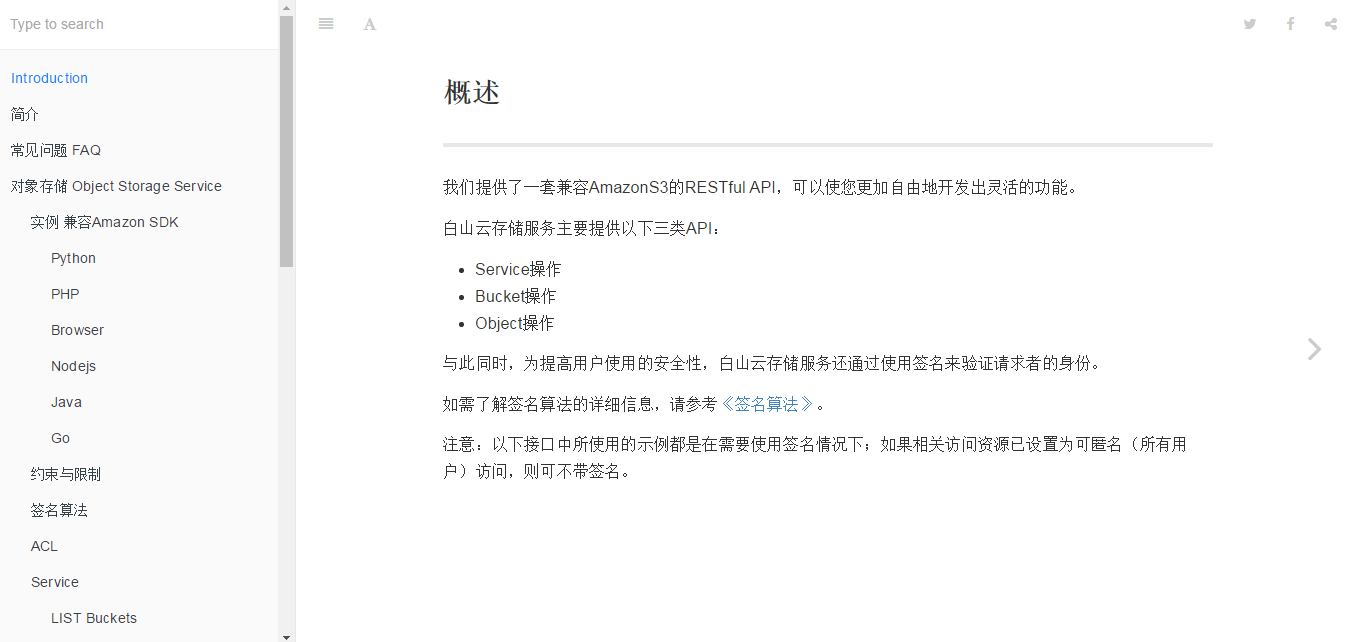 Type to search
Introduction
简介
常见问题 FAQ
对象存储 Object Storage Service
实例 兼容Amazon SDK
Python
PHP
Browser
Nodejs
Java
Go
约束与限制
签名算法
ACL
Service
LIST Buckets
A
概述
我们提供了一套兼容AmazonS3的RESTful API，可以使您更加自由地开发出灵活的功能。
白山云存储服务主要提供以下三类API：
• Service操作
• Bucket操作
• Object操作
与此同时，为提高用户使用的安全性，白山云存储服务还通过使用签名来验证请求者的身份。
如需了解签名算法的详细信息，请参考《签名算法》。
注意：以下接口中所使用的示例都是在需要使用签名情况下；如果相关访问资源已设置为可匿名（所有用
户）访问，则可不带签名。